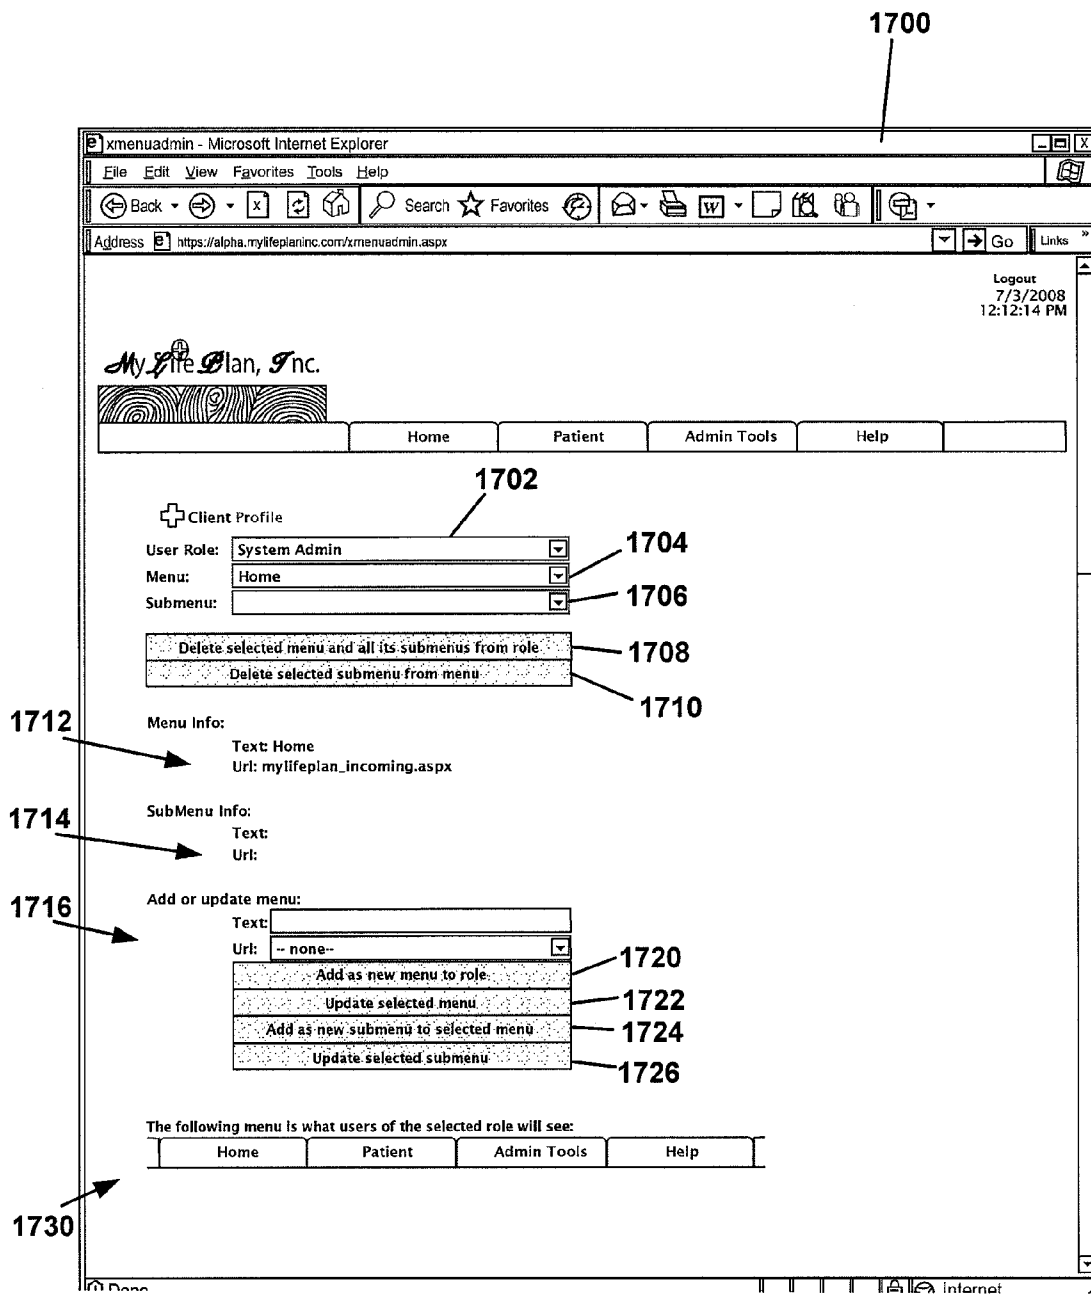 1700
xmenuadmin - Microsoft Internet Explorer
File Edit View Favorites Tools Help
Back Search Favorites W
Address https://alpha.mylifeplaninc.com/xmenuadmin.aspx Go Links »
Logout
7/3/2008
12:12:14 PM
My Life Plan, Inc.
Home Patient Admin Tools Help
1702
Client Profile
User Role: System Admin
1704
Menu: Home
1706
Submenu:
Delete selected menu and all its submenus from role
1708
Delete selected submenu from menu
1710
1712
Menu Info:
Text: Home
Url: mylifeplan_incoming.aspx
1714
SubMenu Info:
Text:
Url:
1716
Add or update menu:
Text:
Url: -- none--
1720
Add as new menu to role
1722
Update selected menu
1724
Add as new submenu to selected menu
1726
Update selected submenu
The following menu is what users of the selected role will see:
Home Patient Admin Tools Help
1730
Done Internet